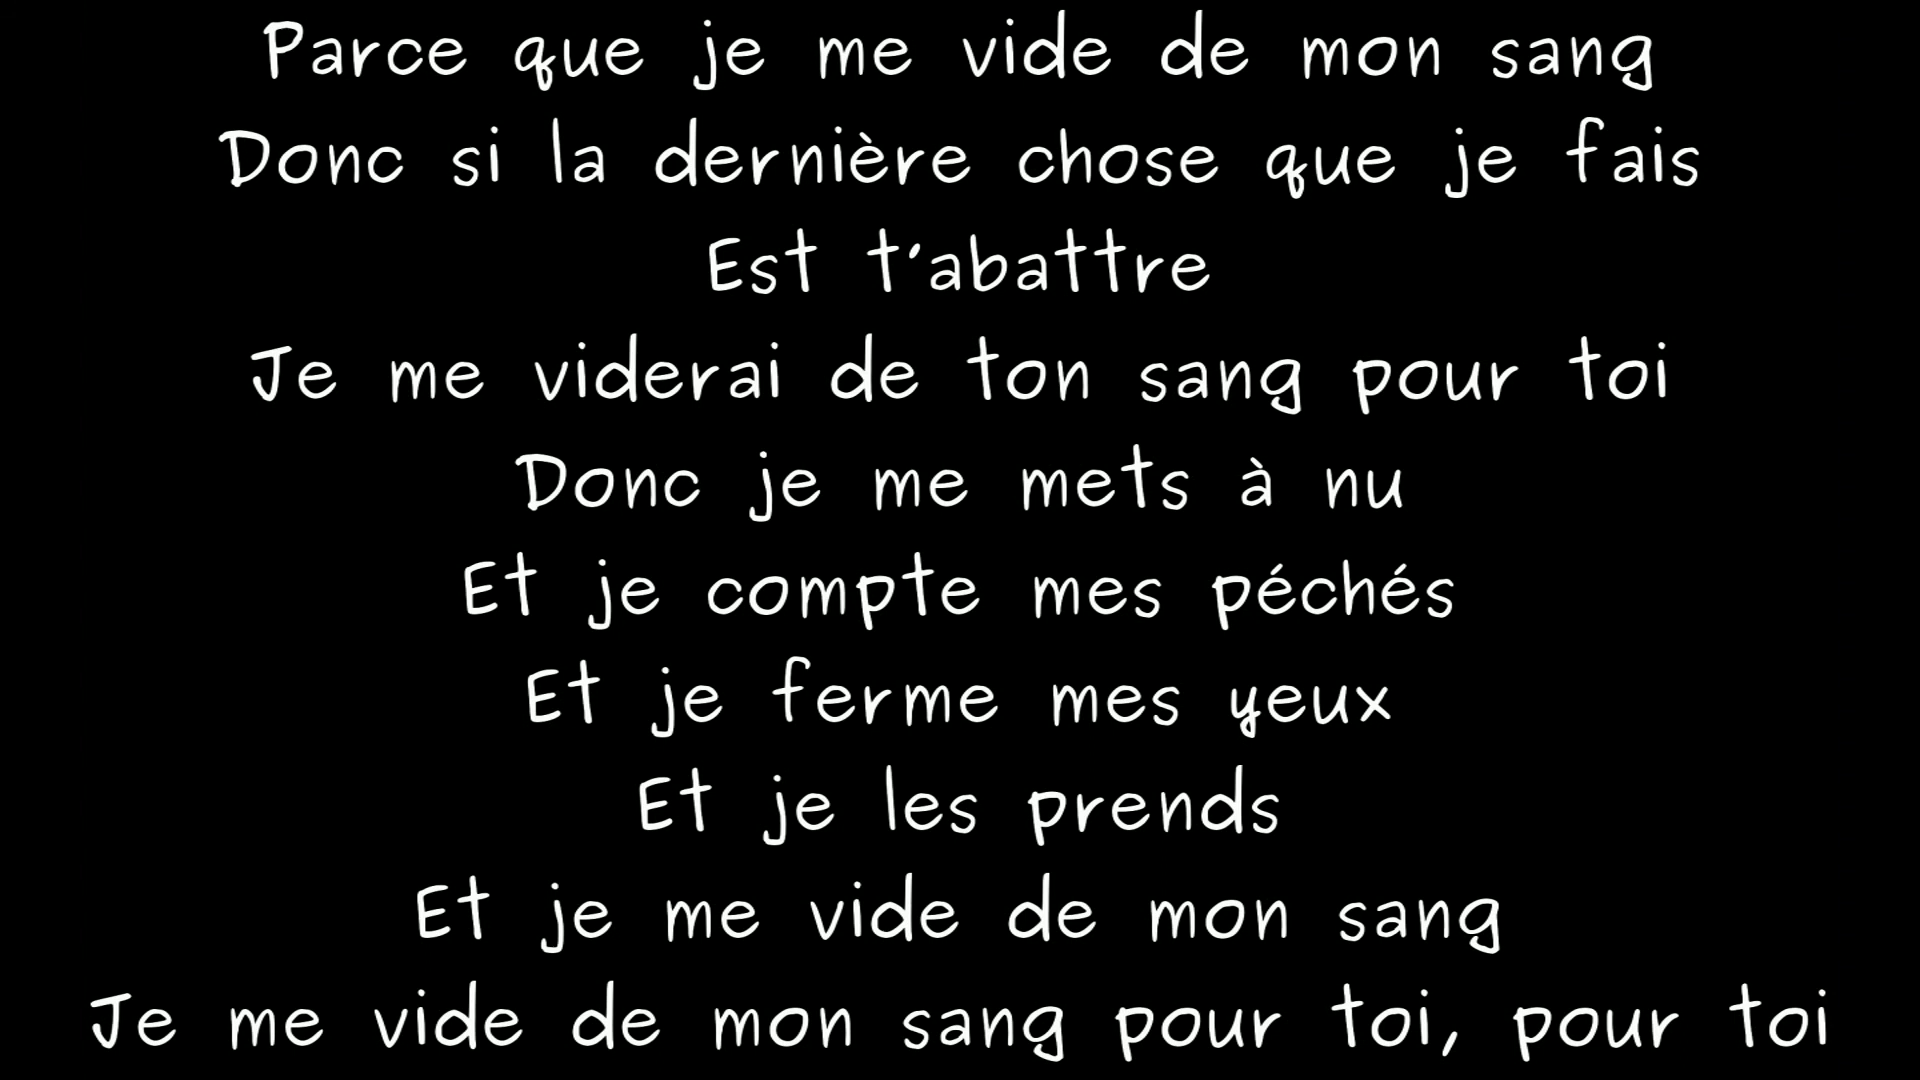 Parce que je me vide de mon sang
Donc si la dernière chose que je fais
Est t'abattre
Je me viderai de ton sang pour toi
Donc je me mets à nu
Et je compte mes péchés
Et je ferme mes yeux
Et je les prends
Et je me vide de mon sang
Je me vide de mon sang pour toi, pour toi